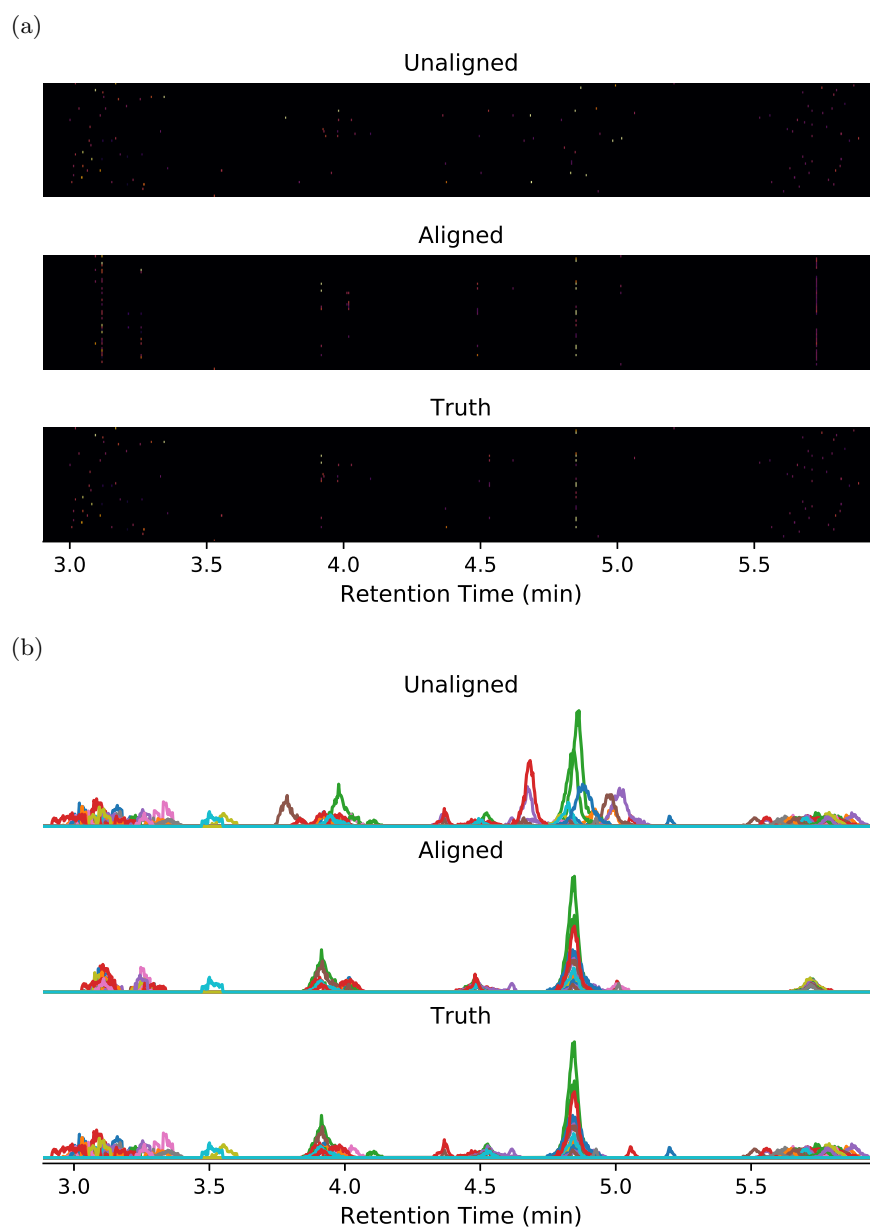 (a)
Unaligned
Aligned
Truth
3.0 3.5 4.0 4.5 5.0 5.5
Retention Time (min)
(b)
Unaligned
Aligned
Truth
3.0 3.5 4.0 4.5 5.0 5.5
Retention Time (min)